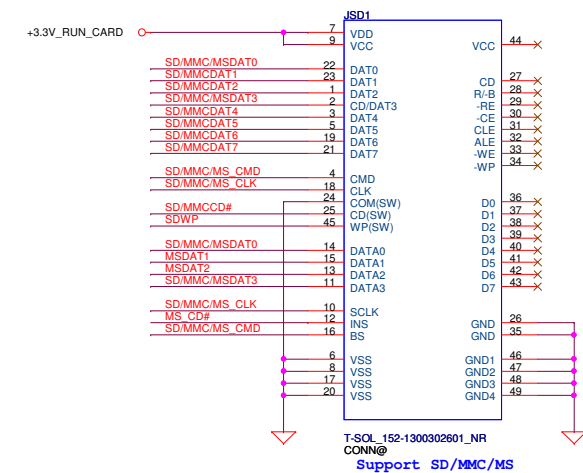 JSD1
+3.3V_RUN_CARD
7 VDD
9 VCC
VCC 44
SD/MMC/MSDAT0 22 DAT0
SD/MMCDAT1 23 DAT1
SD/MMCDAT2 1 DAT2
SD/MMC/MSDAT3 2 CD/DAT3
SD/MMCDAT4 3 DAT4
SD/MMCDAT5 5 DAT5
SD/MMCDAT6 19 DAT6
SD/MMCDAT7 21 DAT7
CD 27
R/-B 28
-RE 29
-CE 30
CLE 31
ALE 32
-WE 33
-WP 34
SD/MMC/MS_CMD 4 CMD
SD/MMC/MS_CLK 18 CLK
24 COM(SW)
SD/MMCCD# 25 CD(SW)
SDWP 45 WP(SW)
D0 36
D1 37
D2 38
D3 39
D4 40
D5 41
D6 42
D7 43
SD/MMC/MSDAT0 14 DATA0
MSDAT1 15 DATA1
MSDAT2 13 DATA2
SD/MMC/MSDAT3 11 DATA3
SD/MMC/MS_CLK 10 SCLK
MS_CD# 12 INS
SD/MMC/MS_CMD 16 BS
GND 26
GND 35
6 VSS
8 VSS
17 VSS
20 VSS
GND1 46
GND2 47
GND3 48
GND4 49
T-SOL_152-1300302601_NR
CONN@
Support SD/MMC/MS